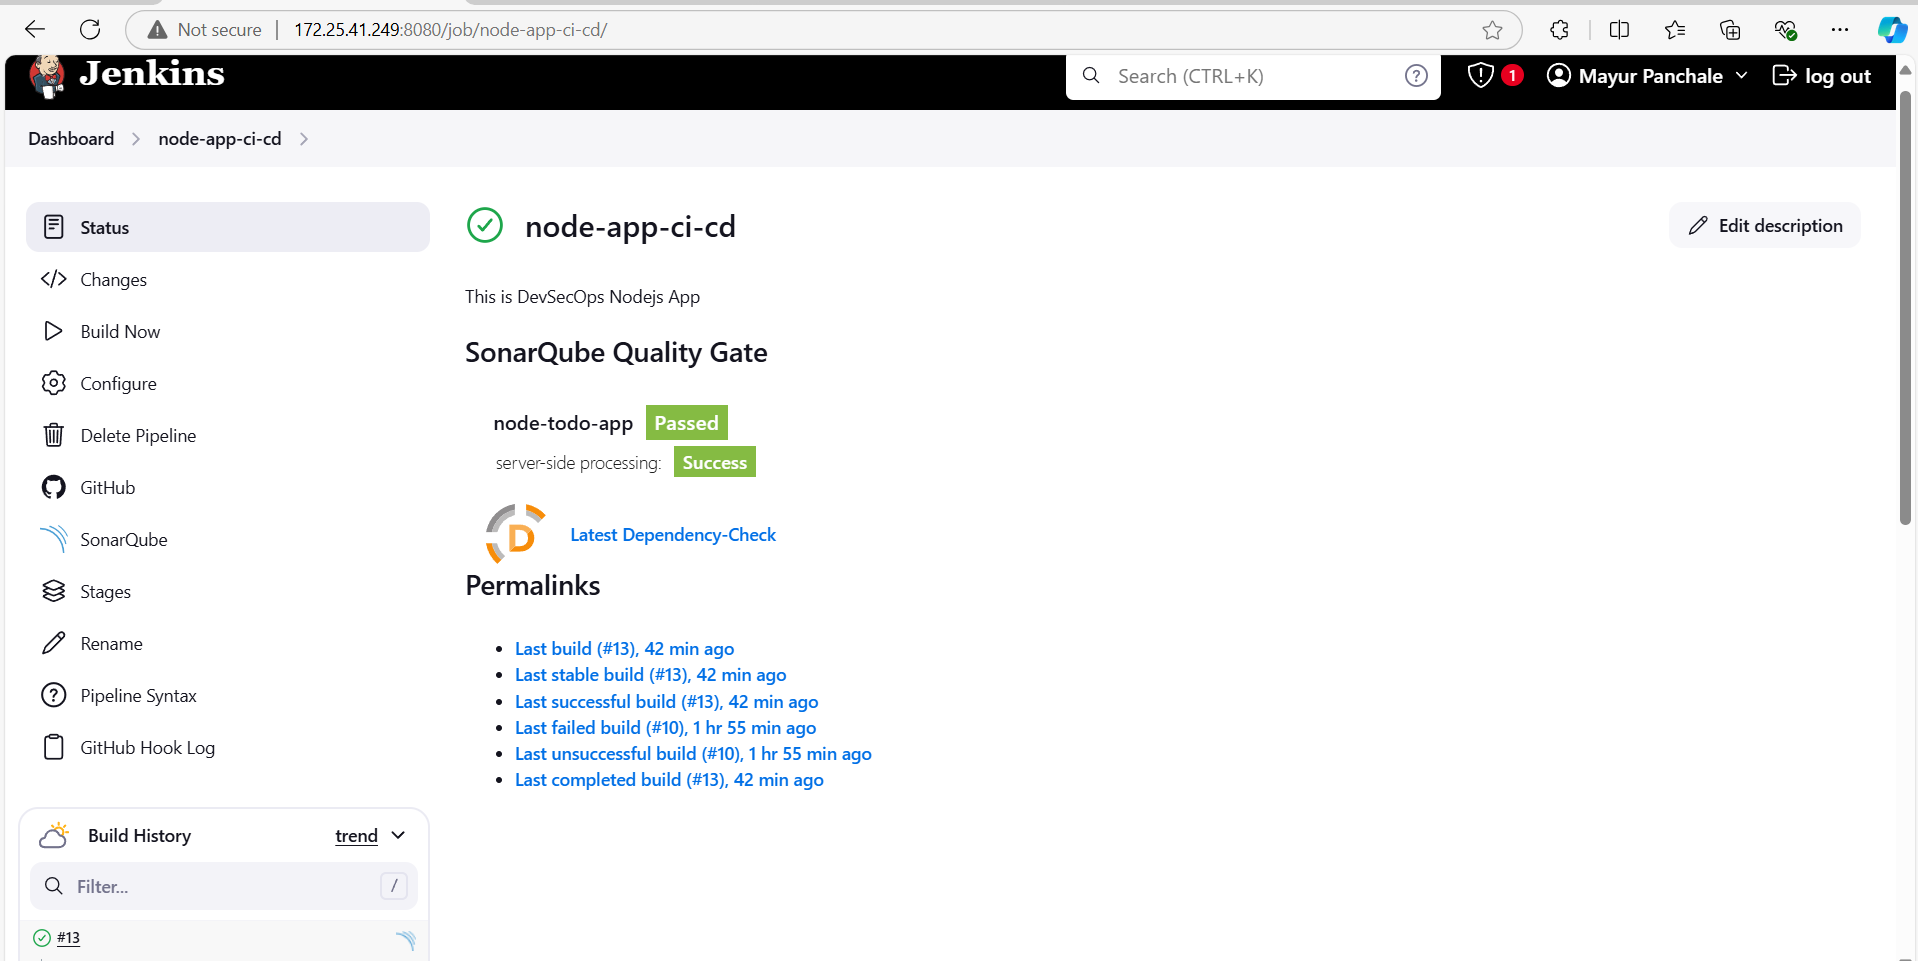 Not secure
172.25.41.249:8080/job/node-app-ci-cd/
Jenkins
Search (CTRL+K)
?
1
Mayur Panchale
log out
Dashboard
node-app-ci-cd
Status
Changes
Build Now
Configure
Delete Pipeline
GitHub
SonarQube
Stages
Rename
Pipeline Syntax
GitHub Hook Log
Build History
trend
Filter...
/
#13
node-app-ci-cd
Edit description
This is DevSecOps Nodejs App
SonarQube Quality Gate
node-todo-app Passed
server-side processing: Success
D
Latest Dependency-Check
Permalinks
Last build (#13), 42 min ago
Last stable build (#13), 42 min ago
Last successful build (#13), 42 min ago
Last failed build (#10), 1 hr 55 min ago
Last unsuccessful build (#10), 1 hr 55 min ago
Last completed build (#13), 42 min ago